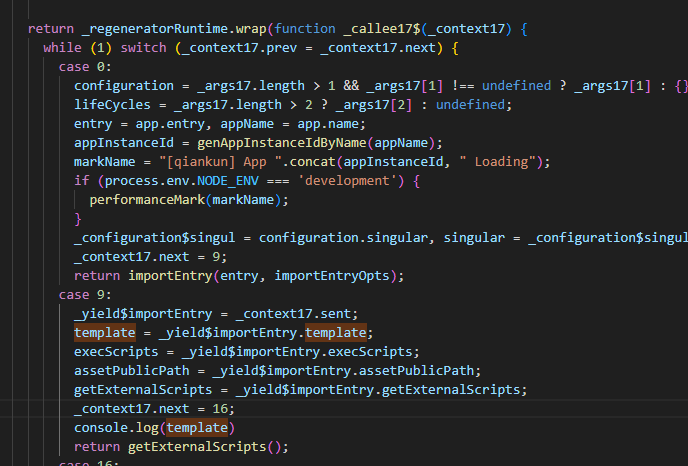 return _regeneratorRuntime.wrap(function _callee17$(_context17) {
while (1) switch (_context17.prev = _context17.next) {
case 0:
configuration = _args17.length > 1 && _args17[1] !== undefined ? _args17[1] : {}
lifeCycles = _args17.length > 2 ? _args17[2] : undefined;
entry = app.entry, appName = app.name;
appInstanceId = genAppInstanceIdByName(appName);
markName = "[qiankun] App ".concat(appInstanceId, " Loading");
if (process.env.NODE_ENV === 'development') {
performanceMark(markName);
}
_configuration$singul = configuration.singular, singular = _configuration$singul
_context17.next = 9;
return importEntry(entry, importEntryOpts);
case 9:
_yield$importEntry = _context17.sent;
template = _yield$importEntry.template;
execScripts = _yield$importEntry.execScripts;
assetPublicPath = _yield$importEntry.assetPublicPath;
getExternalScripts = _yield$importEntry.getExternalScripts;
_context17.next = 16;
console.log(template)
return getExternalScripts();
case 16: